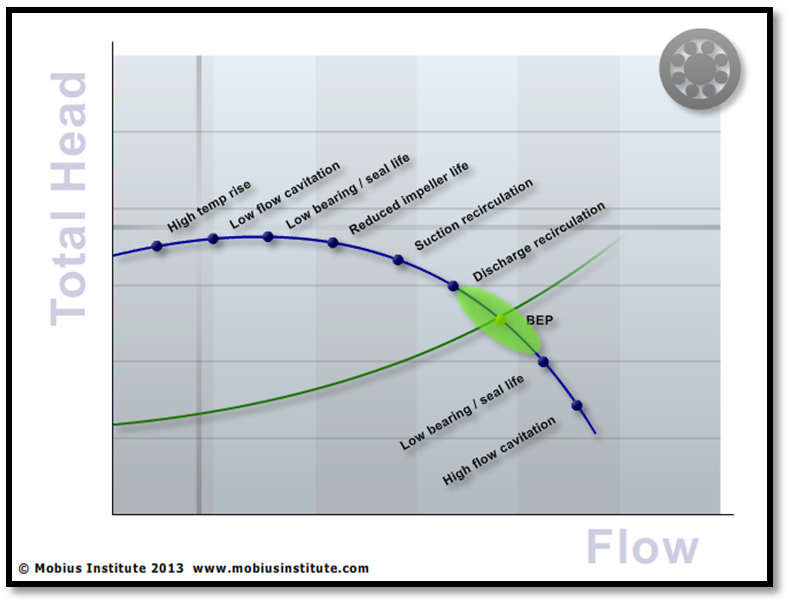 Total Head
High temp rise
Low flow cavitation
Low bearing / seal life
Reduced impeller life
Suction recirculation
Discharge recirculation
BEP
Low bearing / seal life
High flow cavitation
Flow
© Mobius Institute 2013 www.mobiusinstitute.com